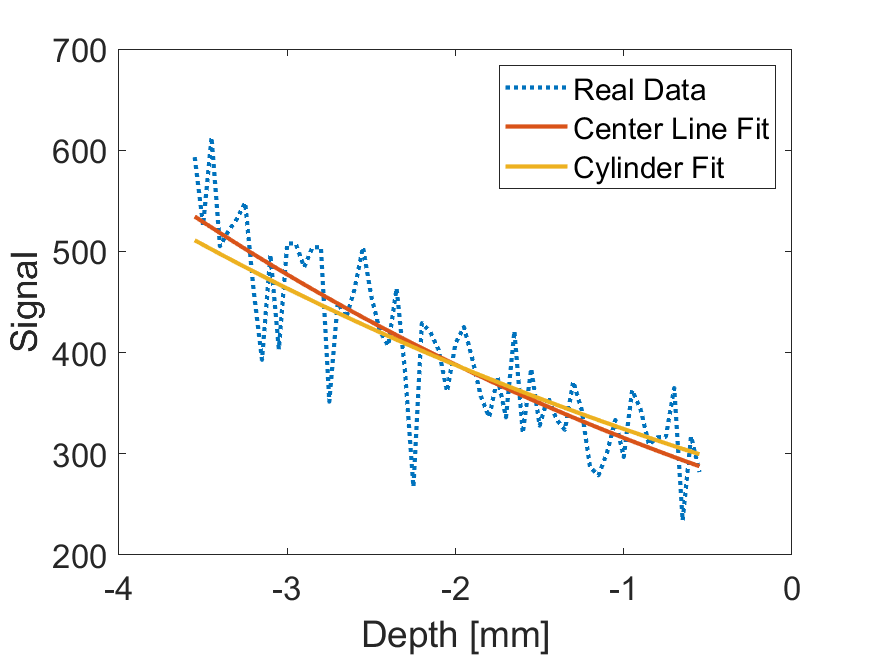 700
600
500
400
300
200
Signal
-4
-3
-2
-1
0
Depth [mm]
Real Data
Center Line Fit
Cylinder Fit